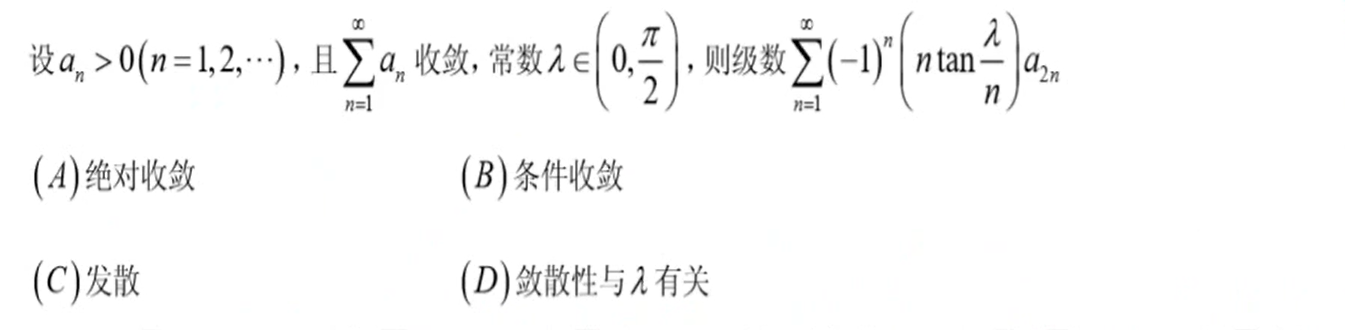 设 $a_n > 0 (n = 1, 2, \cdots)$, 且 $\sum_{n=1}^{\infty} a_n$ 收敛, 常数 $\lambda \in \left(0, \frac{\pi}{2}\right)$, 则级数 $\sum_{n=1}^{\infty} (-1)^n \left(n \tan \frac{\lambda}{n}\right) a_{2n}$
(A)绝对收敛 (B)条件收敛
(C)发散 (D)敛散性与 $\lambda$ 有关